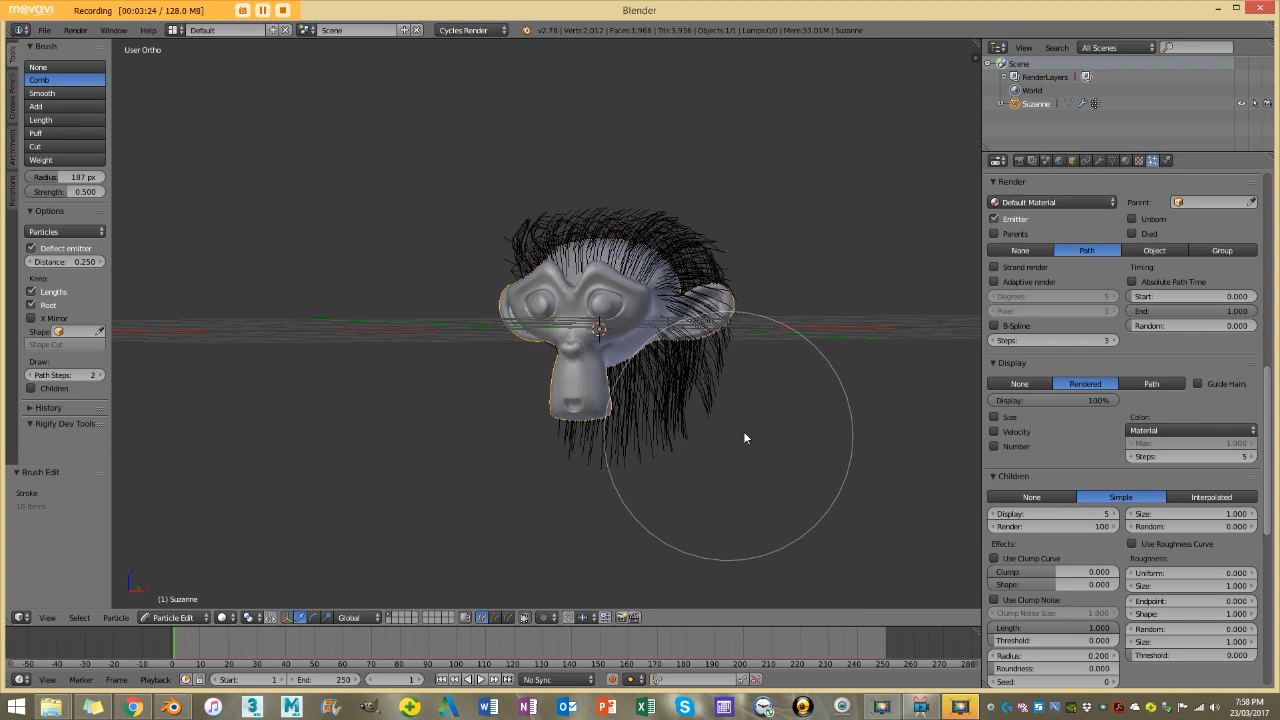 movavi Recording [ 00:03:24 / 128.0 MB ]
Blender
File Render Window Help Default Scene Cycles Render v2.78 | Verts:2,012 | Faces:1,968 | Tris:3,936 | Objects:1/1 | Lamps:0/0 | Mem:33.01M | Suzanne
Tools
Grease Pencil
Archimesh
Relations
Brush
None
Comb
Smooth
Add
Length
Puff
Cut
Weight
Radius: 187 px
Strength: 0.500
Options
Particles
Deflect emitter
Distance: 0.250
Keep:
Lengths
Root
X Mirror
Shape
Shape Cut
Draw:
Path Steps: 2
Children
History
Rigify Dev Tools
Brush Edit
Stroke
16 items
User Ortho
(1) Suzanne
View Select Particle Particle Edit Global
View Search All Scenes
Scene
RenderLayers
World
Suzanne
Render
Default Material Parent:
Emitter Unborn
Parents Died
None Path Object Group
Strand render Timing:
Adaptive render Absolute Path Time
Degrees: 5 Start: 0.000
Pixel: 3 End: 1.000
B-Spline Random: 0.000
Steps: 3
Display
None Rendered Path Guide Hairs
Display: 100%
Size Color:
Velocity Material
Number Max: 1.000
Steps: 5
Children
None Simple Interpolated
Display: 5 Size: 1.000
Render: 100 Random: 0.000
Effects: Use Roughness Curve
Use Clump Curve Roughness:
Clump: 0.000 Uniform: 0.000
Shape: 0.000 Size: 1.000
Use Clump Noise Endpoint: 0.000
Clump Noise Size: 1.000 Shape: 1.000
Length: 1.000 Random: 0.000
Threshold: 0.000 Size: 1.000
Radius: 0.200 Threshold: 0.000
Roundness: 0.000
Seed: 0
-50 -40 -30 -20 -10 0 10 20 30 40 50 60 70 80 90 100 110 120 130 140 150 160 170 180 190 200 210 220 230 240 250 260 270 280
View Marker Frame Playback Start: 1 End: 250 1 No Sync
7:58 PM
23/03/2017